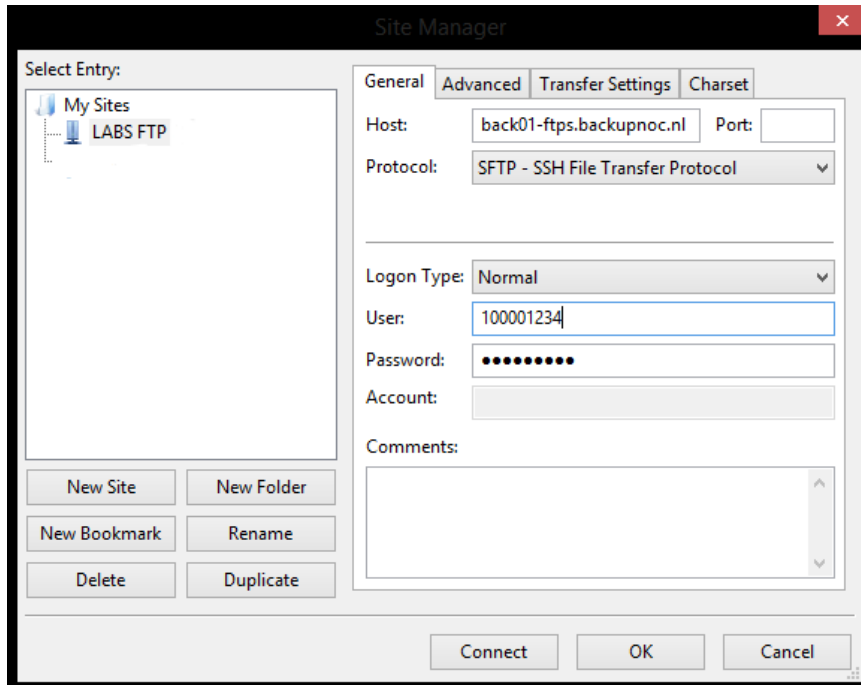 Site Manager
Select Entry:
My Sites
LABS FTP
New Site New Folder
New Bookmark Rename
Delete Duplicate
General Advanced Transfer Settings Charset
Host: back01-ftps.backupnoc.nl Port:
Protocol: SFTP - SSH File Transfer Protocol
Logon Type: Normal
User: 100001234
Password: ●●●●●●●●●
Account:
Comments:
Connect OK Cancel